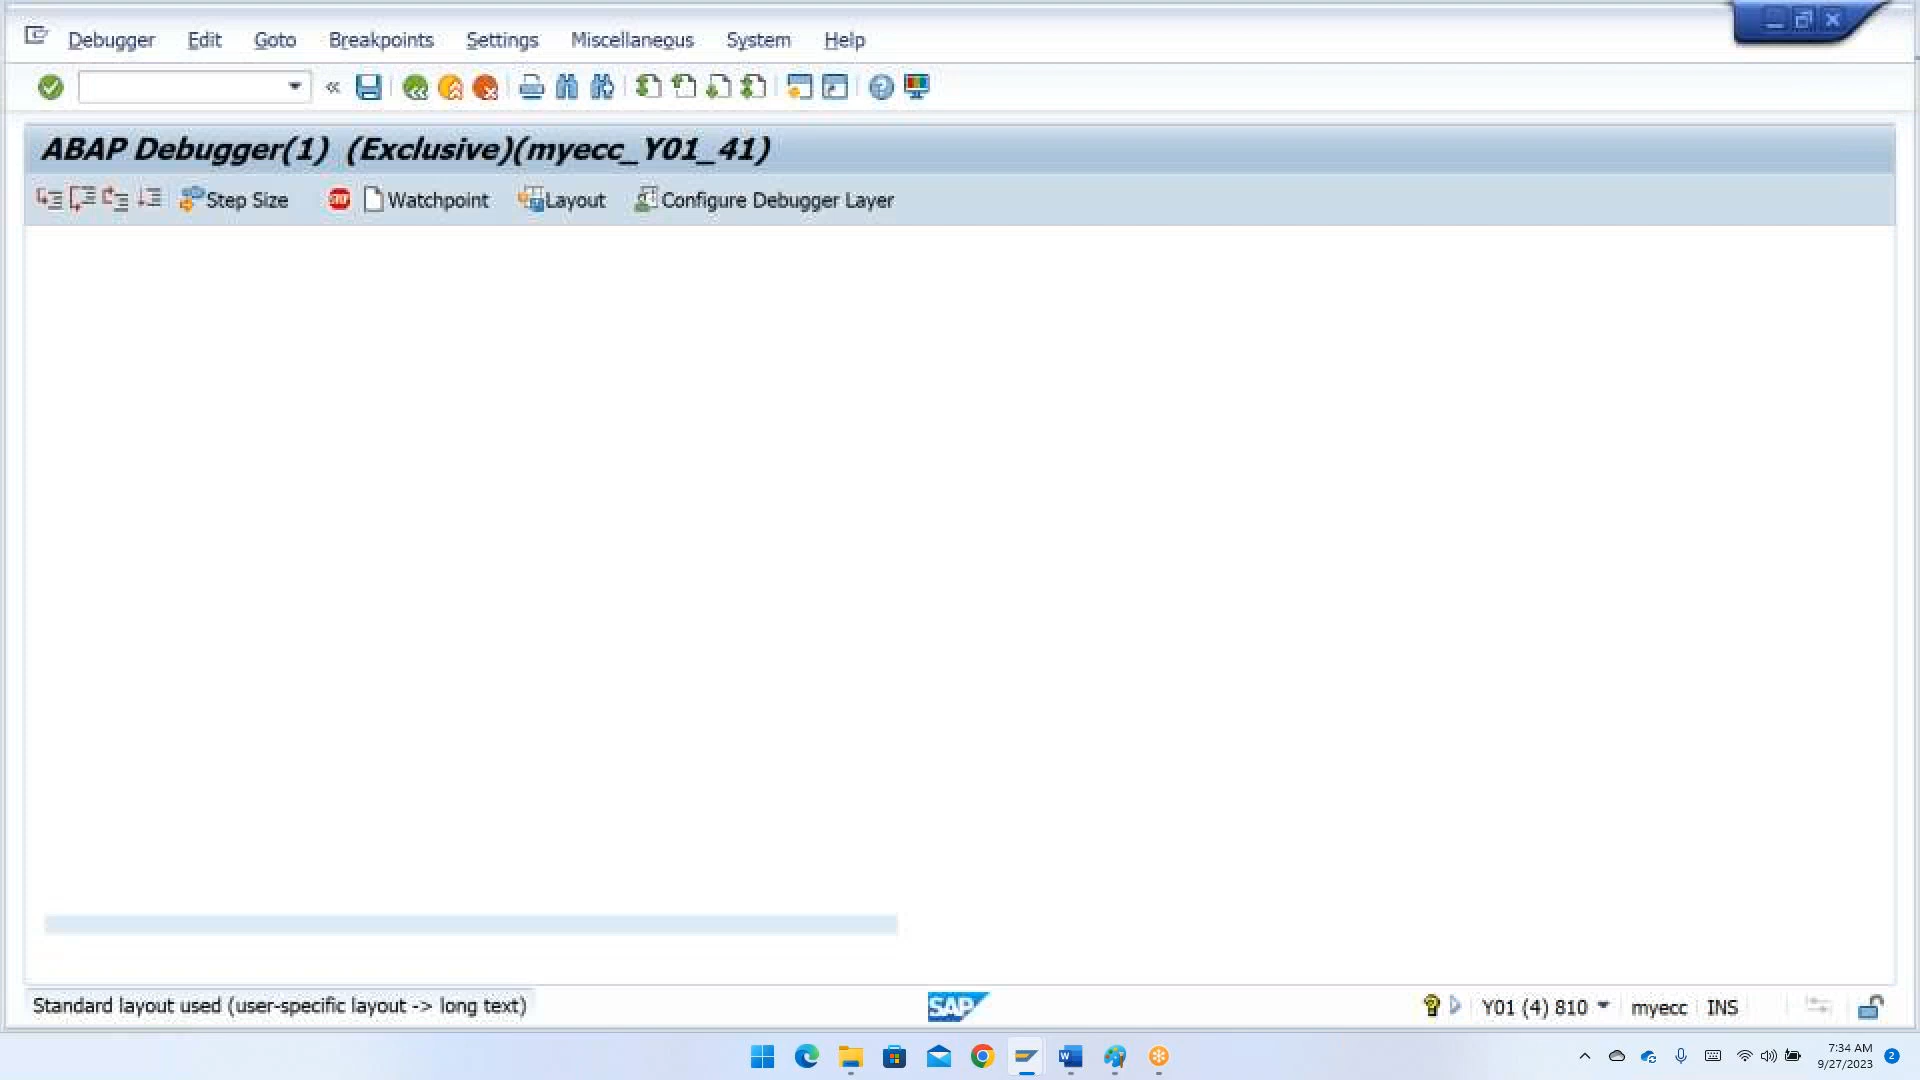 Debugger Edit Goto Breakpoints Settings Miscellaneous System Help
ABAP Debugger(1) (Exclusive)(myecc_Y01_41)
Step Size STOP Watchpoint Layout Configure Debugger Layer
Standard layout used (user-specific layout -> long text) SAP Y01 (4) 810 myecc INS
7:34 AM
9/27/2023 2